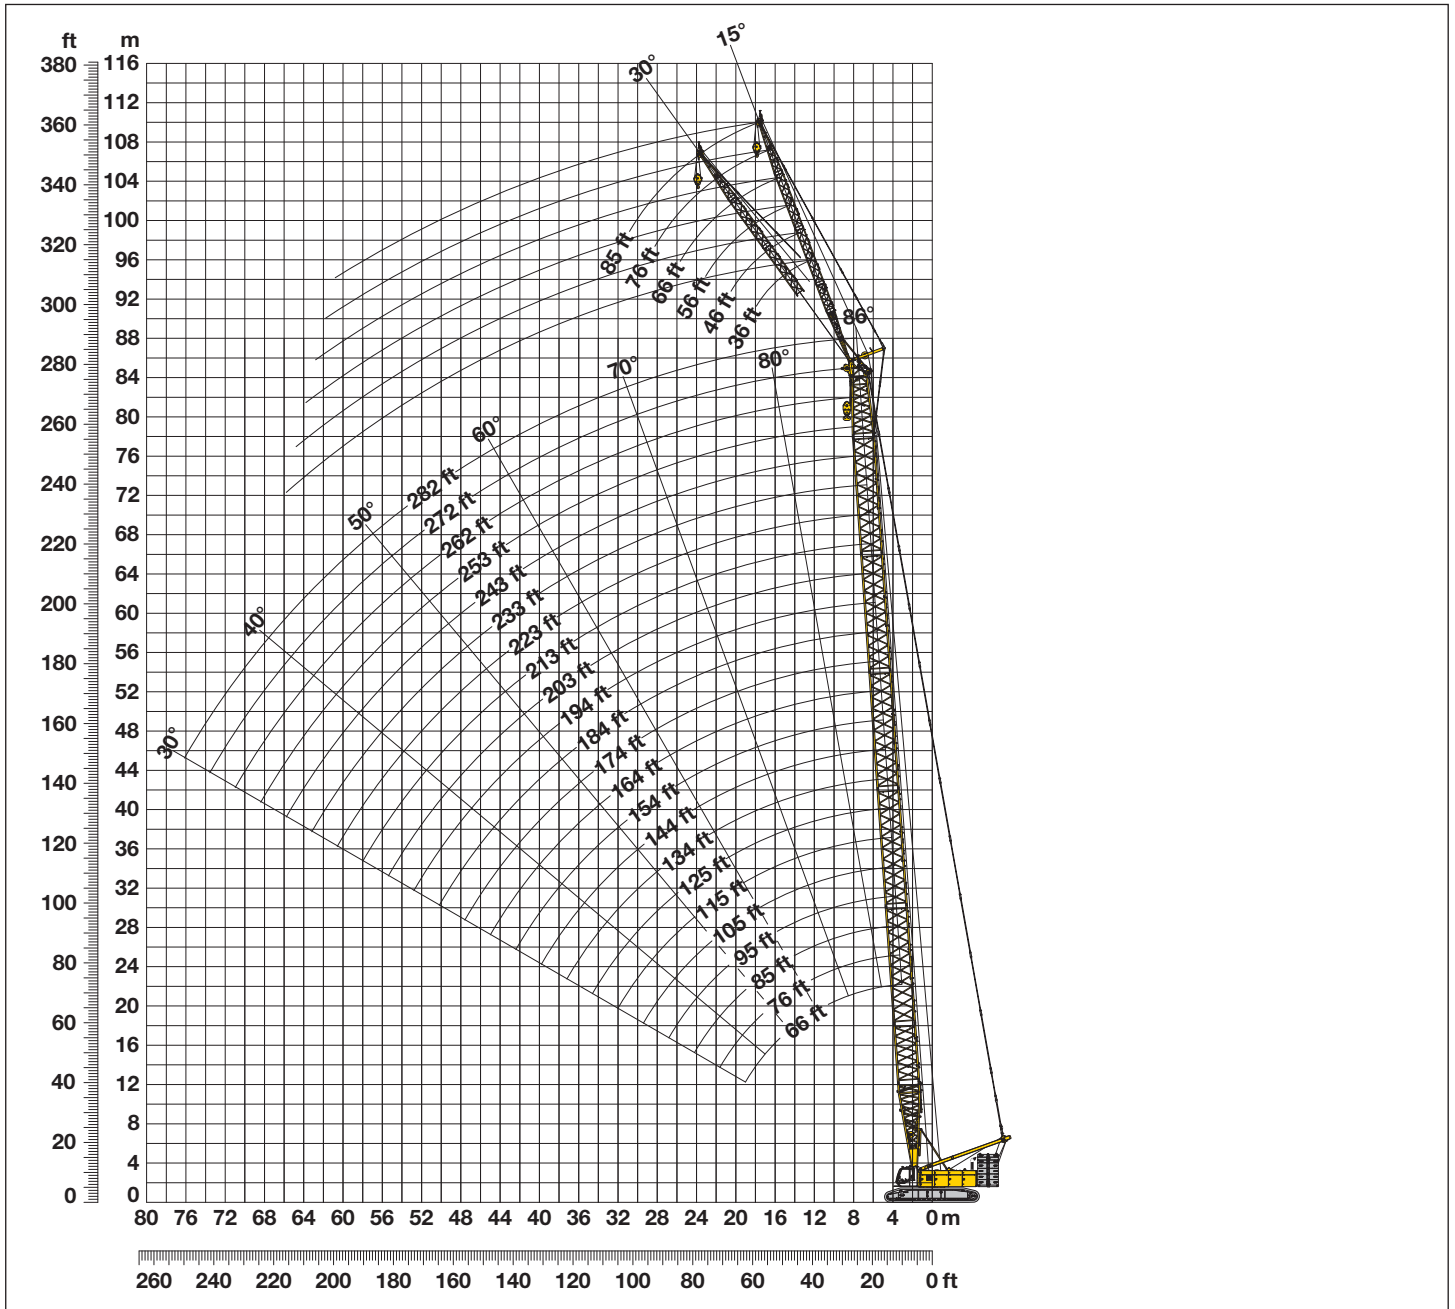 15°
30°
ft m
380 116
112
360 108
340 104
100
320 96
300 92
88
280 84
260 80
76
240 72
220 68
64
200 60
56
180 52
160 48
44
140 40
120 36
32
100 28
80 24
20
60 16
40 12
8
20 4
0 0
85 ft
76 ft
66 ft
56 ft
46 ft
36 ft
86°
80°
70°
60°
50°
40°
30°
282 ft
272 ft
262 ft
253 ft
243 ft
233 ft
223 ft
213 ft
203 ft
194 ft
184 ft
174 ft
164 ft
154 ft
144 ft
134 ft
125 ft
115 ft
105 ft
95 ft
85 ft
76 ft
66 ft
80 76 72 68 64 60 56 52 48 44 40 36 32 28 24 20 16 12 8 4 0 m
260 240 220 200 180 160 140 120 100 80 60 40 20 0 ft